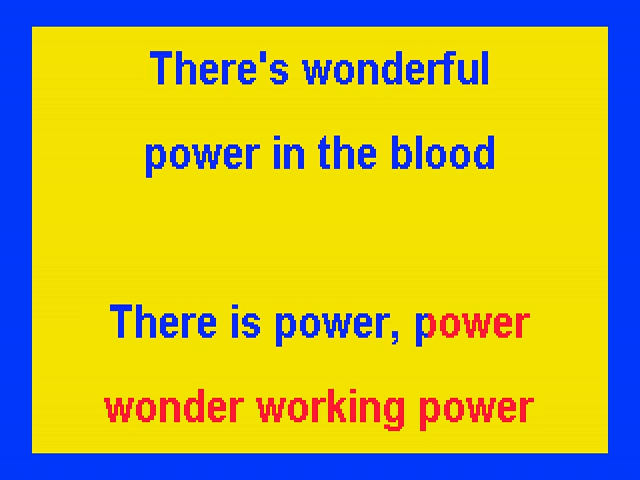 There's wonderful
power in the blood
There is power, power
wonder working power